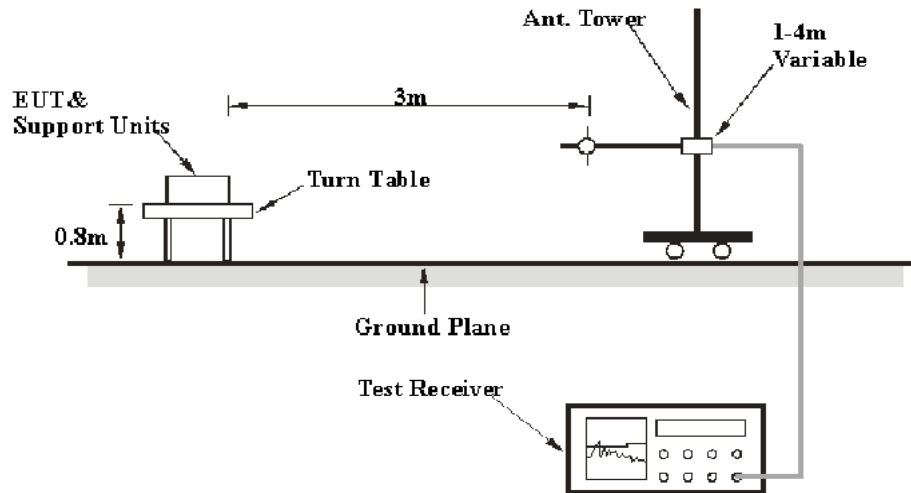 Ant. Tower
1-4m
Variable
3m
EUT&
Support Units
Turn Table
0.8m
Ground Plane
Test Receiver